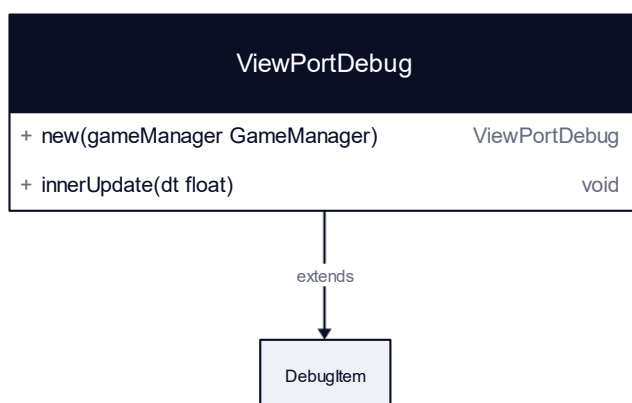 ViewPortDebug
+ new(gameManager GameManager) ViewPortDebug
+ innerUpdate(dt float) void
extends
DebugItem